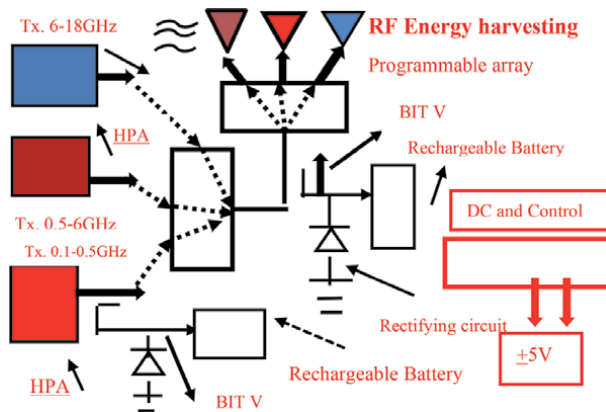 Tx. 6-18GHz
RF Energy harvesting
Programmable array
BIT V
HPA
Rechargeable Battery
DC and Control
Tx. 0.5-6GHz
Tx. 0.1-0.5GHz
Rectifying circuit
±5V
HPA
Rechargeable Battery
BIT V